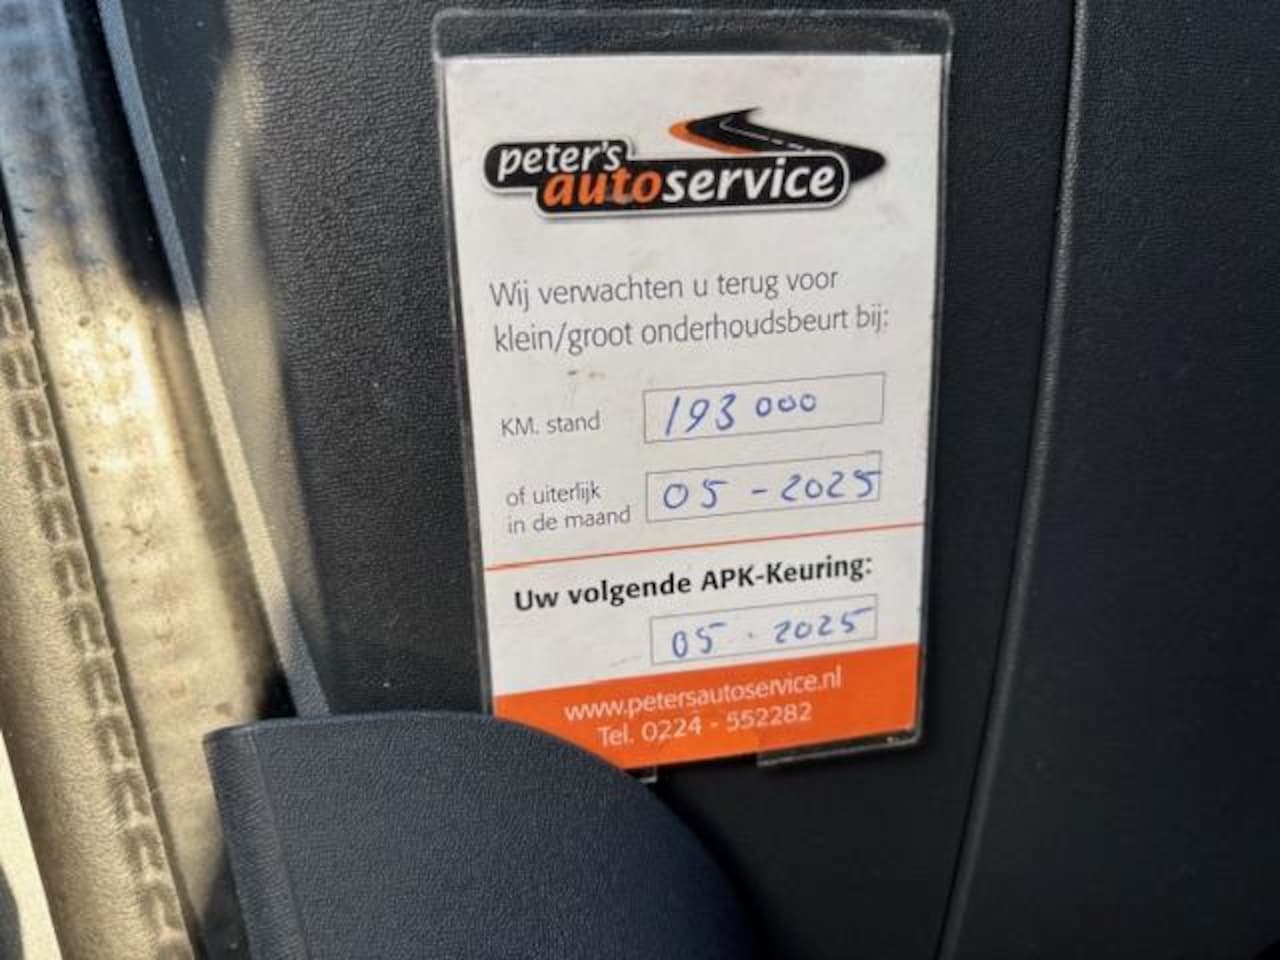 peter's
autoservice
Wij verwachten u terug voor
klein/groot onderhoudsbeurt bij:
KM. stand 193 000
of uiterlijk
in de maand 05 - 2025
Uw volgende APK-Keuring:
05 - 2025
www.petersautoservice.nl
Tel. 0224 - 552282